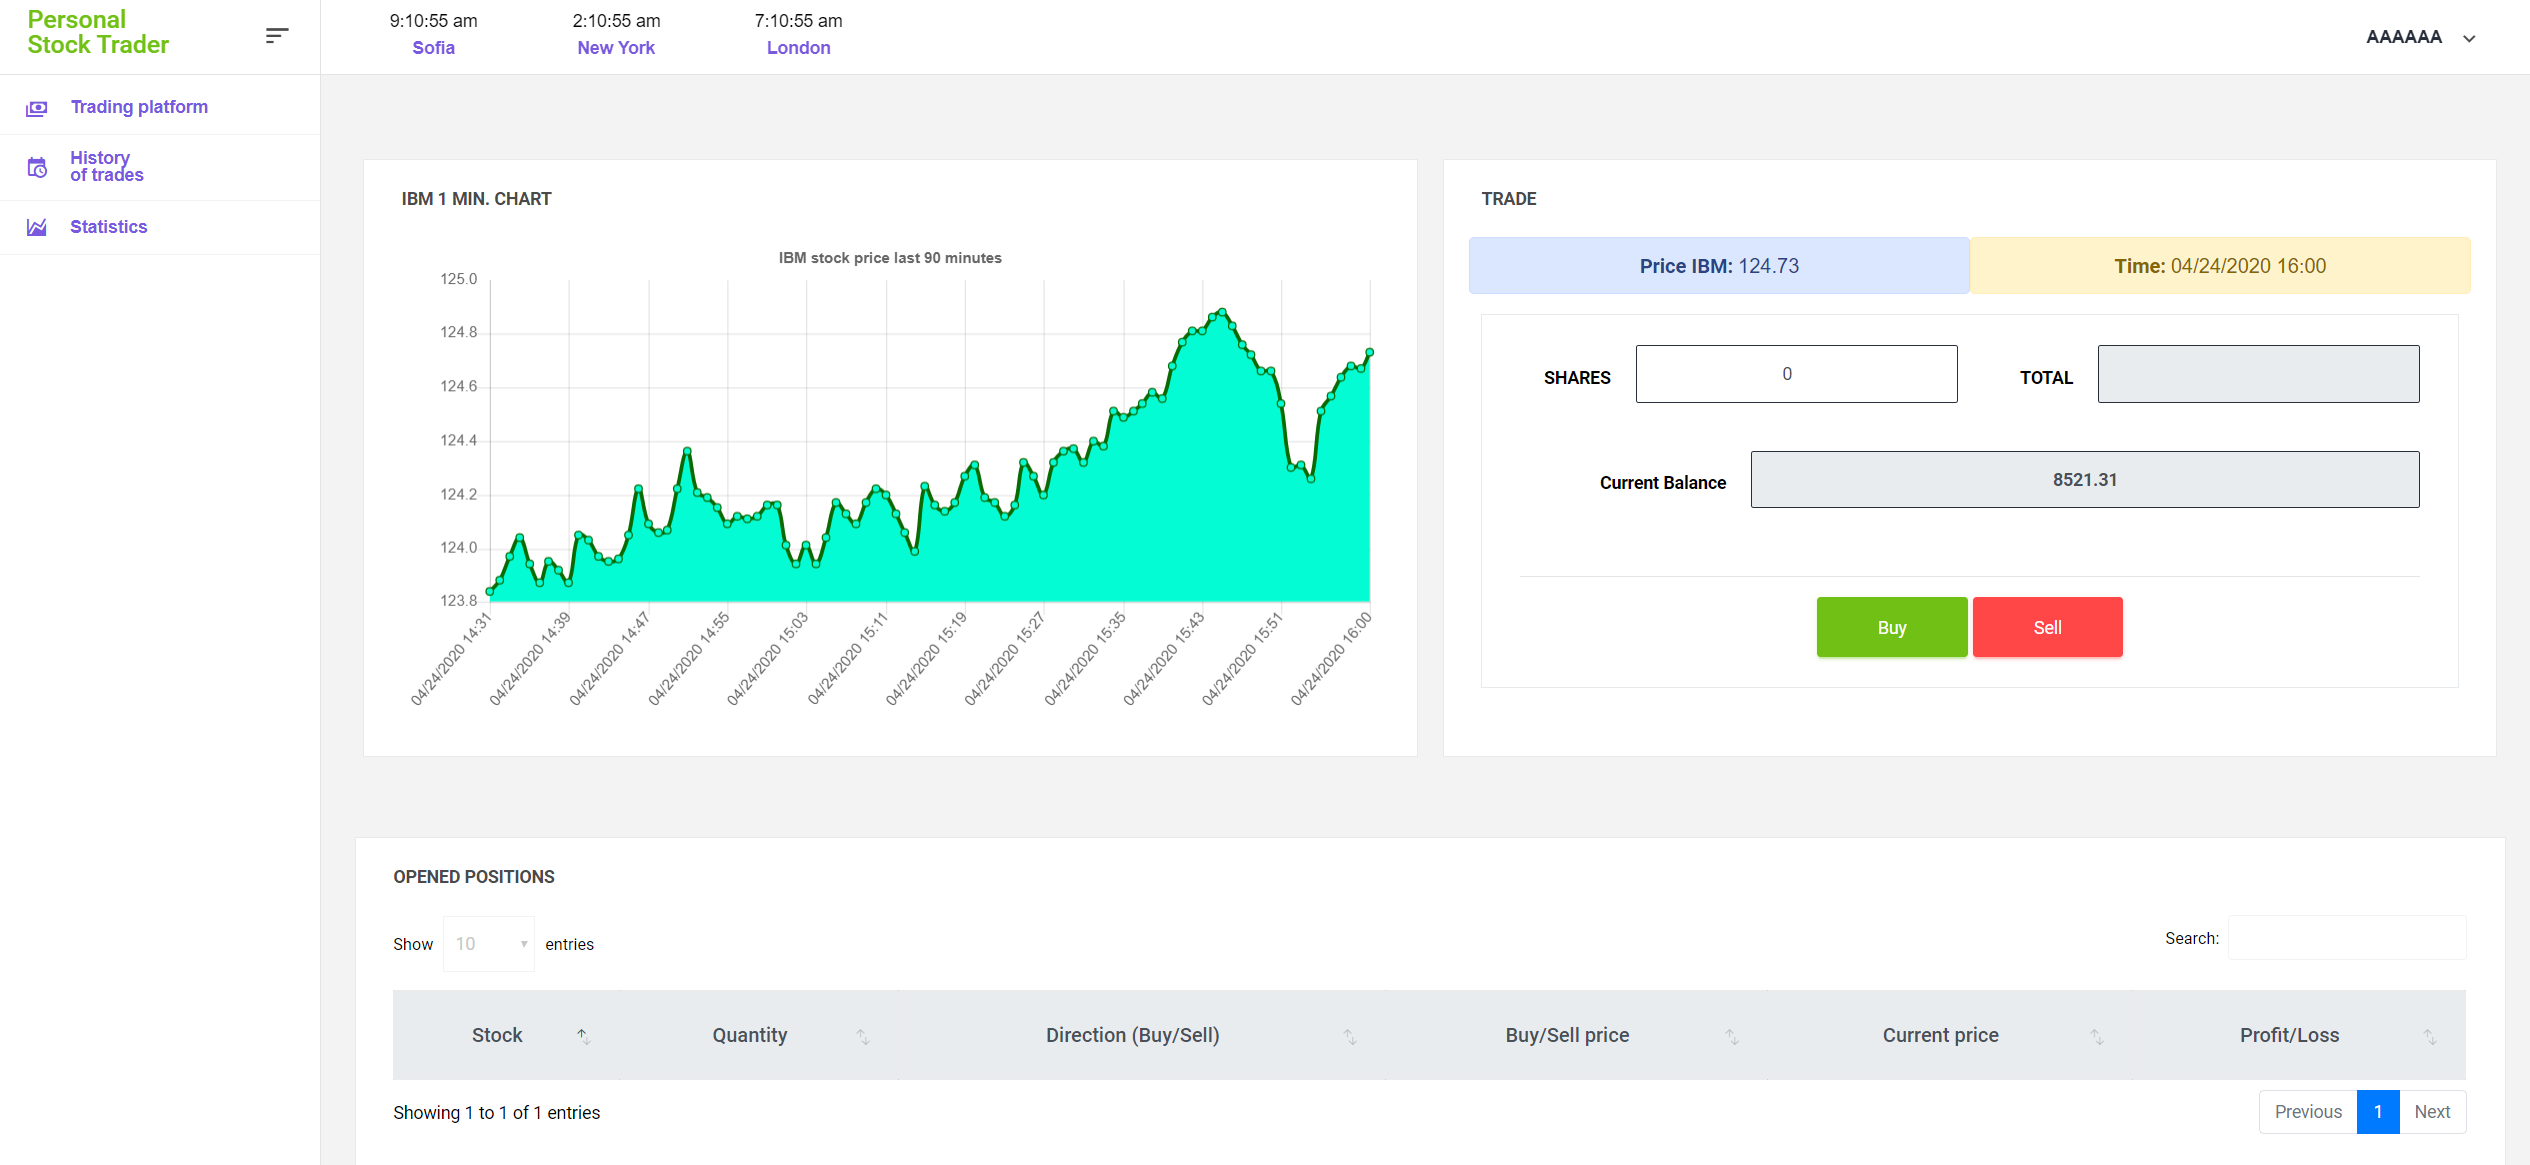 Personal
Stock Trader
9:10:55 am
Sofia
2:10:55 am
New York
7:10:55 am
London
AAAAAA
Trading platform
History
of trades
Statistics
IBM 1 MIN. CHART
IBM stock price last 90 minutes
125.0
124.8
124.6
124.4
124.2
124.0
123.8
04/24/2020 14:31
04/24/2020 14:39
04/24/2020 14:47
04/24/2020 14:55
04/24/2020 15:03
04/24/2020 15:11
04/24/2020 15:19
04/24/2020 15:27
04/24/2020 15:35
04/24/2020 15:43
04/24/2020 15:51
04/24/2020 16:00
TRADE
Price IBM: 124.73
Time: 04/24/2020 16:00
SHARES
0
TOTAL
Current Balance
8521.31
Buy
Sell
OPENED POSITIONS
Show 10 entries
Search:
Stock
Quantity
Direction (Buy/Sell)
Buy/Sell price
Current price
Profit/Loss
Showing 1 to 1 of 1 entries
Previous
1
Next